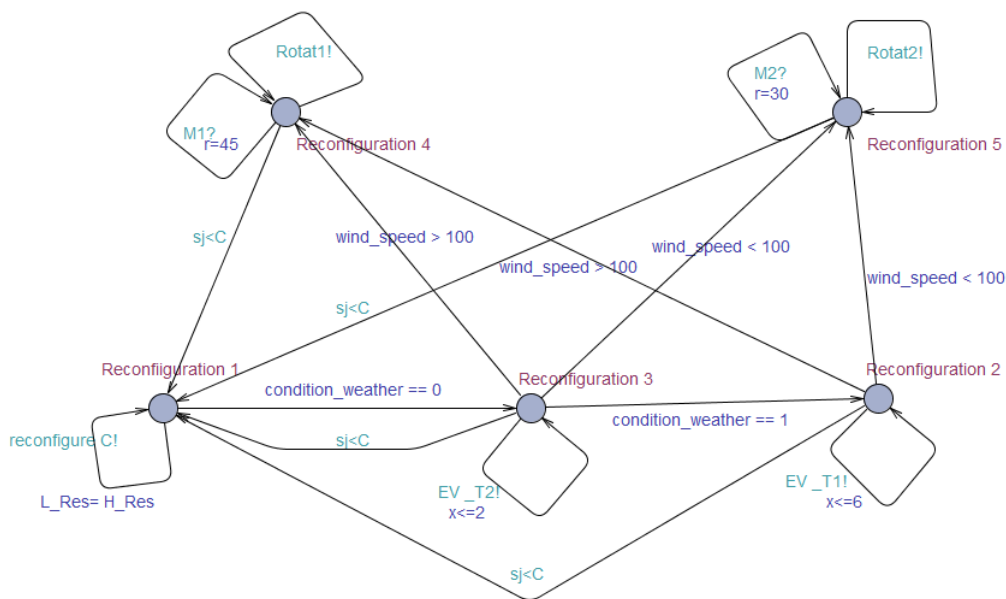 Rotat1!
M2?
Rotat2!
r=30
M1?
r=45
Reconfiguration 4
Reconfiguration 5
sj<C
wind_speed > 100
wind_speed < 100
wind_speed > 100
wind_speed < 100
sj<C
Reconfiiguration 1
Reconfiguration 3
Reconfiguration 2
condition_weather == 0
condition_weather == 1
reconfigure C!
sj<C
L_Res= H_Res
EV _T2!
x<=2
EV _T1!
x<=6
sj<C